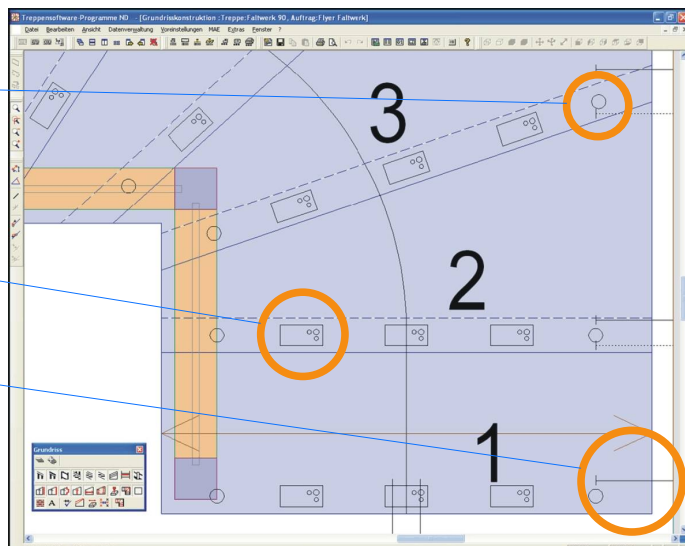 Treppensoftware-Programme ND - [Grundrisskonstruktion :Treppe:Faltwerk 90, Auftrag:Flyer Faltwerk]
Datei Bearbeiten Ansicht Datenverwaltung Voreinstellungen MAE Extras Fenster ?
3
2
1
Grundriss